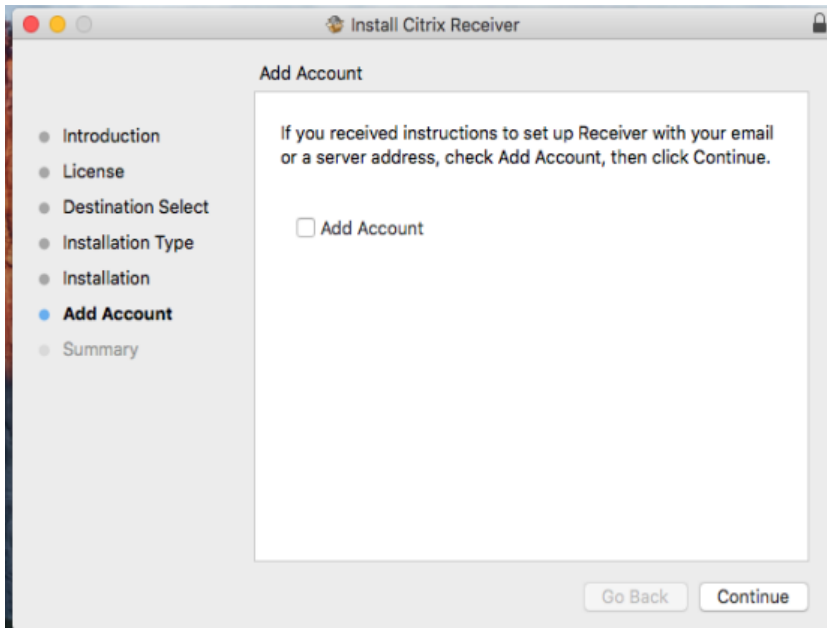 Install Citrix Receiver
Add Account
Introduction
License
Destination Select
Installation Type
Installation
Add Account
Summary
If you received instructions to set up Receiver with your email
or a server address, check Add Account, then click Continue.
Add Account
Go Back
Continue